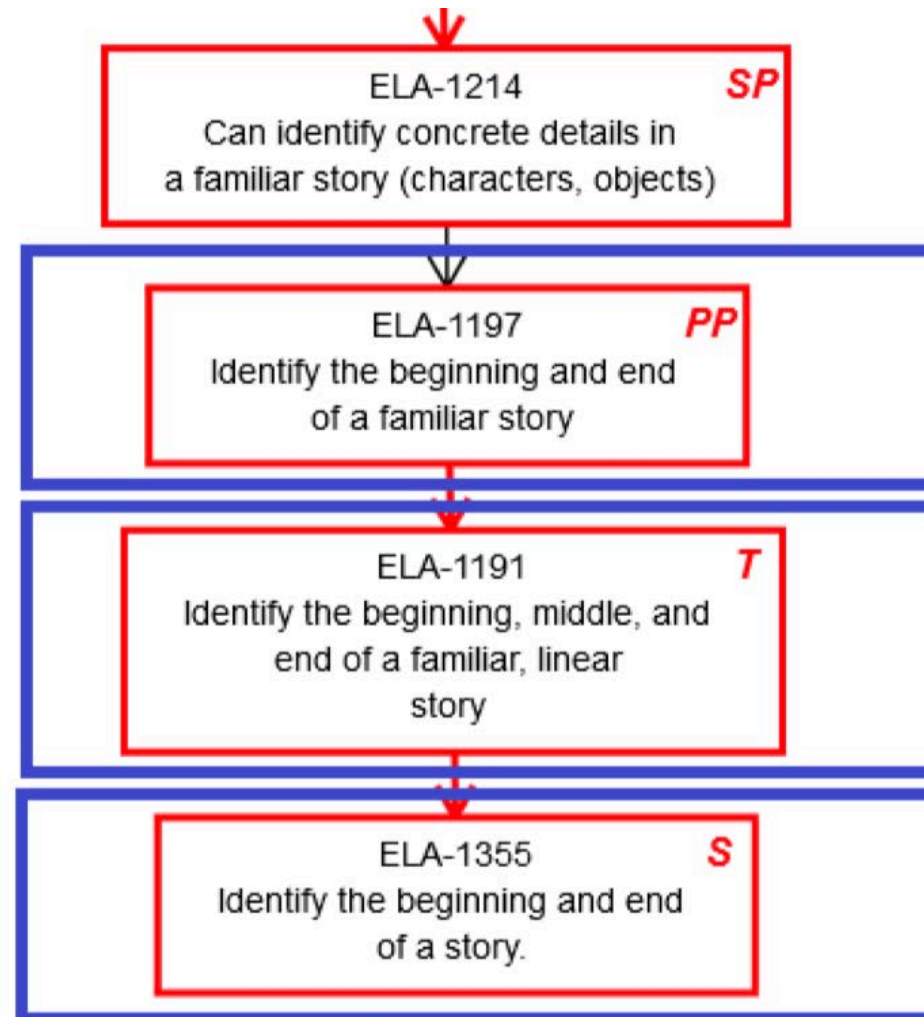 ELA-1214 SP
Can identify concrete details in
a familiar story (characters, objects)
ELA-1197 PP
Identify the beginning and end
of a familiar story
ELA-1191 T
Identify the beginning, middle, and
end of a familiar, linear
story
ELA-1355 S
Identify the beginning and end
of a story.